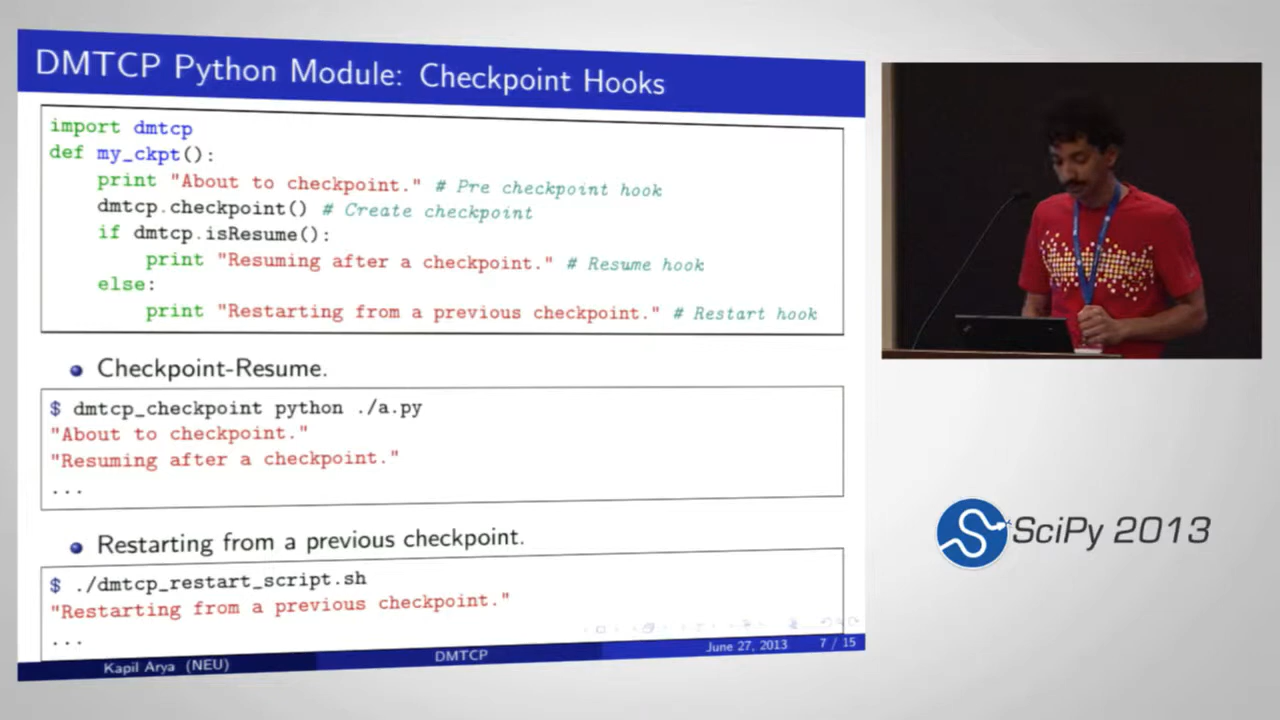 DMTCP Python Module: Checkpoint Hooks
import dmtcp
def my_ckpt():
print "About to checkpoint." # Pre checkpoint hook
dmtcp.checkpoint() # Create checkpoint
if dmtcp.isResume():
print "Resuming after a checkpoint." # Resume hook
else:
print "Restarting from a previous checkpoint." # Restart hook
Checkpoint-Resume.
$ dmtcp_checkpoint python ./a.py
"About to checkpoint."
"Resuming after a checkpoint."
...
Restarting from a previous checkpoint.
$ ./dmtcp_restart_script.sh
"Restarting from a previous checkpoint."
...
Kapil Arya (NEU) DMTCP June 27, 2013 7 / 15
SciPy 2013